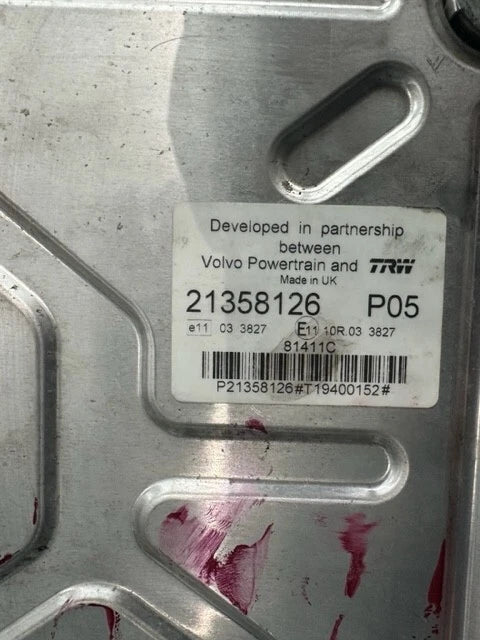 Developed in partnership
between
Volvo Powertrain and TRW
Made in UK
21358126 P05
e11 03 3827 E11 10R.03 3827
81411C
P21358126#T19400152#